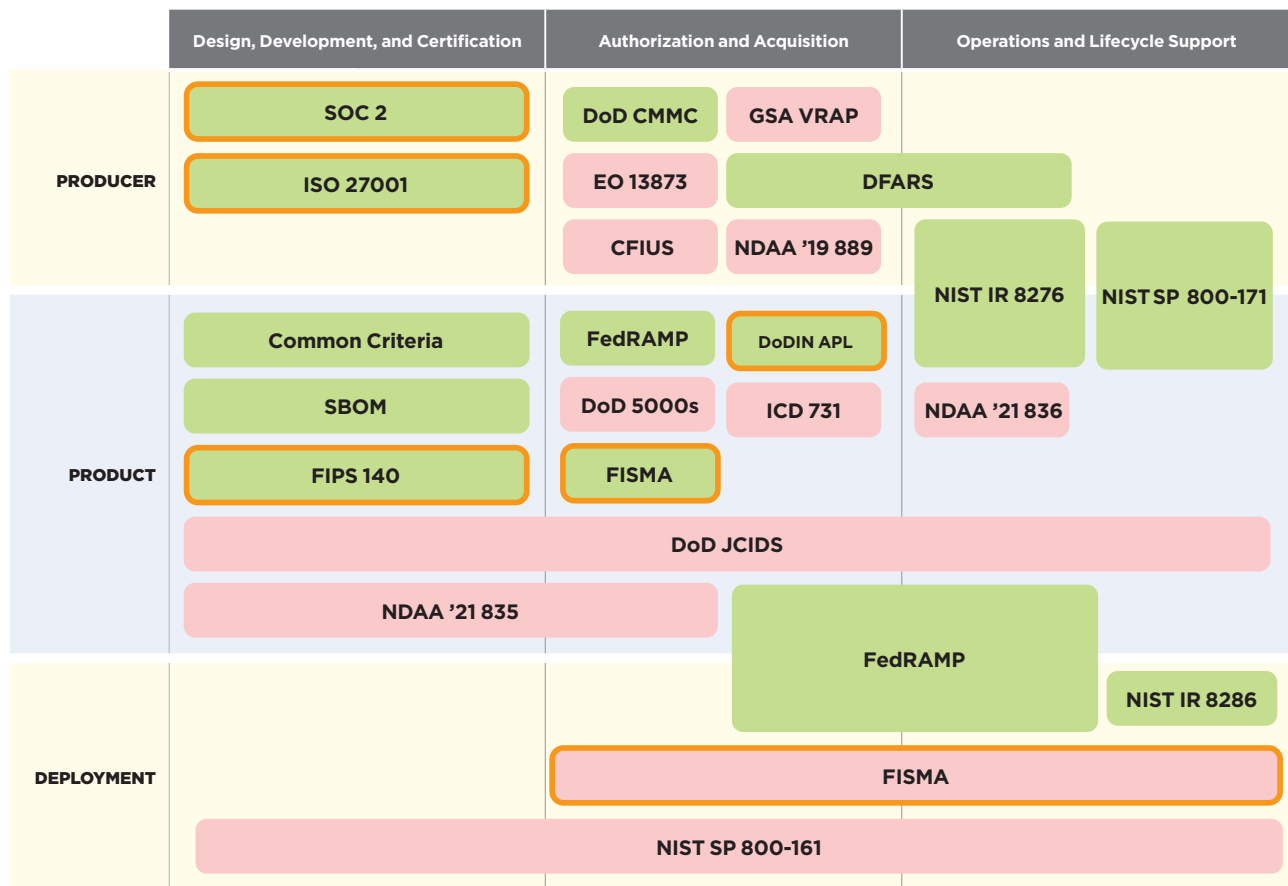 Design, Development, and Certification
Authorization and Acquisition
Operations and Lifecycle Support
PRODUCER
SOC 2
DoD CMMC
GSA VRAP
ISO 27001
EO 13873
DFARS
CFIUS
NDAA ’19 889
NIST IR 8276
NIST SP 800-171
PRODUCT
Common Criteria
FedRAMP
DoDIN APL
SBOM
DoD 5000s
ICD 731
NDAA ’21 836
FIPS 140
FISMA
DoD JCIDS
NDAA ’21 835
FedRAMP
DEPLOYMENT
NIST IR 8286
FISMA
NIST SP 800-161